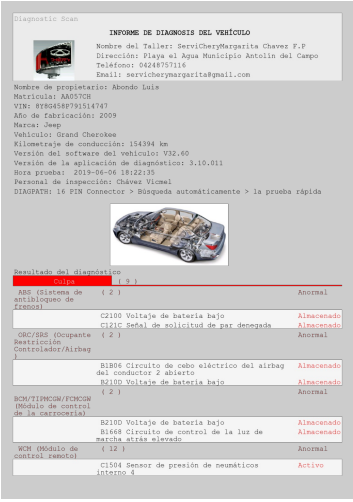 Diagnostic Scan
INFORME DE DIAGNOSIS DEL VEHÍCULO
Nombre del Taller: ServiCheryMargarita Chavez F.P
Dirección: Playa el Agua Municipio Antolin del Campo
Teléfono: 04248757116
Email: servicherymargarita@gmail.com
Nombre de propietario: Abondo Luis
Matricula: AA057CH
VIN: 8Y8G458P791514747
Año de fabricación: 2009
Marca: Jeep
Vehículo: Grand Cherokee
Kilometraje de conducción: 154394 km
Versión del software del vehículo: V32.60
Versión de la aplicación de diagnóstico: 3.10.011
Hora prueba: 2019-06-06 18:22:35
Personal de inspección: Chávez Vicmel
DIAGPATH: 16 PIN Connector > Búsqueda automáticamente > la prueba rápida
Resultado del diagnóstico
Culpa ( 9 )
ABS (Sistema de antibloqueo de frenos) ( 2 ) Anormal
C2100 Voltaje de batería bajo Almacenado
C121C Señal de solicitud de par denegada Almacenado
ORC/SRS (Ocupante Restricción Controlador/Airbag ) ( 2 ) Anormal
B1B06 Circuito de cebo eléctrico del airbag del conductor 2 abierto Almacenado
B210D Voltaje de batería bajo Almacenado
BCM/TIPMCGW/FCMCGW (Módulo de control de la carrocería) ( 2 ) Anormal
B210D Voltaje de batería bajo Almacenado
B1668 Circuito de control de la luz de marcha atrás elevado Almacenado
WCM (Módulo de control remoto) ( 12 ) Anormal
C1504 Sensor de presión de neumáticos interno 4 Activo